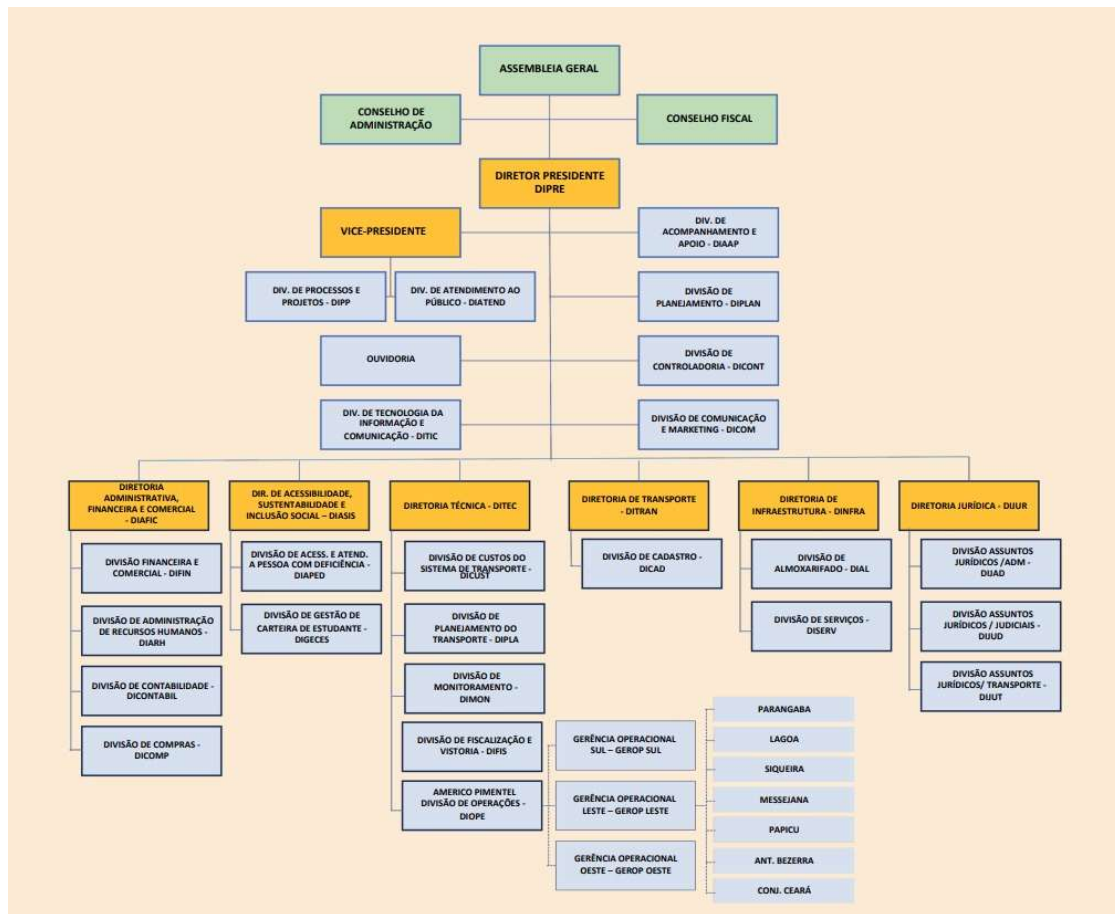 ASSEMBLEIA GERAL
CONSELHO DE
ADMINISTRAÇÃO
CONSELHO FISCAL
DIRETOR PRESIDENTE
DIPRE
VICE-PRESIDENTE
DIV. DE
ACOMPANHAMENTO E
APOIO - DIAAP
DIV. DE PROCESSOS E
PROJETOS - DIPP
DIV. DE ATENDIMENTO AO
PÚBLICO - DIATEND
DIVISÃO DE
PLANEJAMENTO - DIPLAN
OUVIDORIA
DIVISÃO DE
CONTROLADORIA - DICONT
DIV. DE TECNOLOGIA DA
INFORMAÇÃO E
COMUNICAÇÃO - DITIC
DIVISÃO DE COMUNICAÇÃO
E MARKETING - DICOM
DIRETORIA
ADMINISTRATIVA,
FINANCEIRA E COMERCIAL
- DIAFIC
DIVISÃO FINANCEIRA E
COMERCIAL - DIFIN
DIVISÃO DE ADMINISTRAÇÃO
DE RECURSOS HUMANOS -
DIARH
DIVISÃO DE CONTABILIDADE -
DICONTABIL
DIVISÃO DE COMPRAS -
DICOMP
DIR. DE ACESSIBILIDADE,
SUSTENTABILIDADE E
INCLUSÃO SOCIAL – DIASIS
DIVISÃO DE ACESS. E ATEND.
A PESSOA COM DEFICIÊNCIA -
DIAPED
DIVISÃO DE GESTÃO DE
CARTEIRA DE ESTUDANTE -
DIGECES
DIRETORIA TÉCNICA - DITEC
DIVISÃO DE CUSTOS DO
SISTEMA DE TRANSPORTE -
DICUST
DIVISÃO DE
PLANEJAMENTO DO
TRANSPORTE - DIPLA
DIVISÃO DE
MONITORAMENTO -
DIMON
DIVISÃO DE FISCALIZAÇÃO E
VISTORIA - DIFIS
AMERICO PIMENTEL
DIVISÃO DE OPERAÇÕES -
DIOPE
GERÊNCIA OPERACIONAL
SUL – GEROP SUL
GERÊNCIA OPERACIONAL
LESTE – GEROP LESTE
GERÊNCIA OPERACIONAL
OESTE – GEROP OESTE
PARANGABA
LAGOA
SIQUEIRA
MESSEJANA
PAPICU
ANT. BEZERRA
CONJ. CEARÁ
DIRETORIA DE TRANSPORTE
- DITRAN
DIVISÃO DE CADASTRO -
DICAD
DIRETORIA DE
INFRAESTRUTURA - DINFRA
DIVISÃO DE
ALMOXARIFADO - DIAL
DIVISÃO DE SERVIÇOS -
DISERV
DIRETORIA JURÍDICA - DIJUR
DIVISÃO ASSUNTOS
JURÍDICOS /ADM -
DIJAD
DIVISÃO ASSUNTOS
JURÍDICOS / JUDICIAIS -
DIJUD
DIVISÃO ASSUNTOS
JURÍDICOS/ TRANSPORTE -
DIJUT